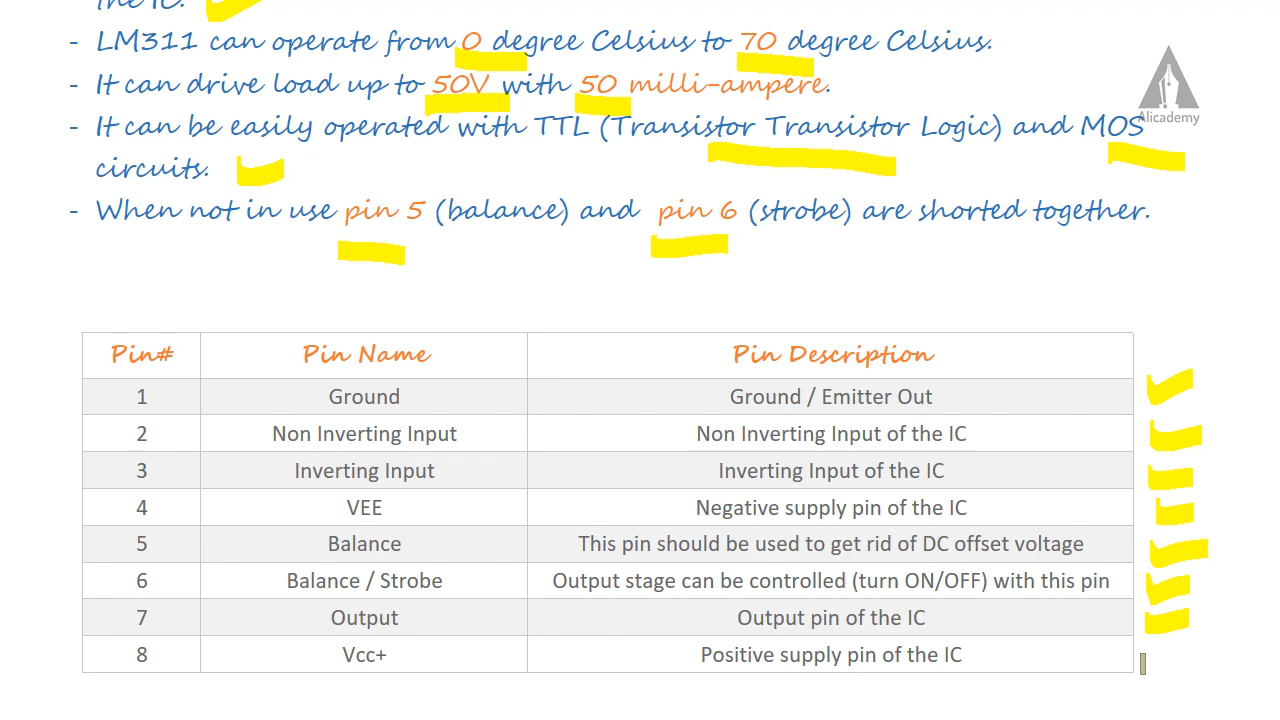 the IC.
- LM311 can operate from 0 degree Celsius to 70 degree Celsius.
- It can drive load up to 50V with 50 milli-ampere.
- It can be easily operated with TTL (Transistor Transistor Logic) and MOS
circuits.
- When not in use pin 5 (balance) and pin 6 (strobe) are shorted together.
Alicademy
Pin# Pin Name Pin Description
1 Ground Ground / Emitter Out
2 Non Inverting Input Non Inverting Input of the IC
3 Inverting Input Inverting Input of the IC
4 VEE Negative supply pin of the IC
5 Balance This pin should be used to get rid of DC offset voltage
6 Balance / Strobe Output stage can be controlled (turn ON/OFF) with this pin
7 Output Output pin of the IC
8 Vcc+ Positive supply pin of the IC